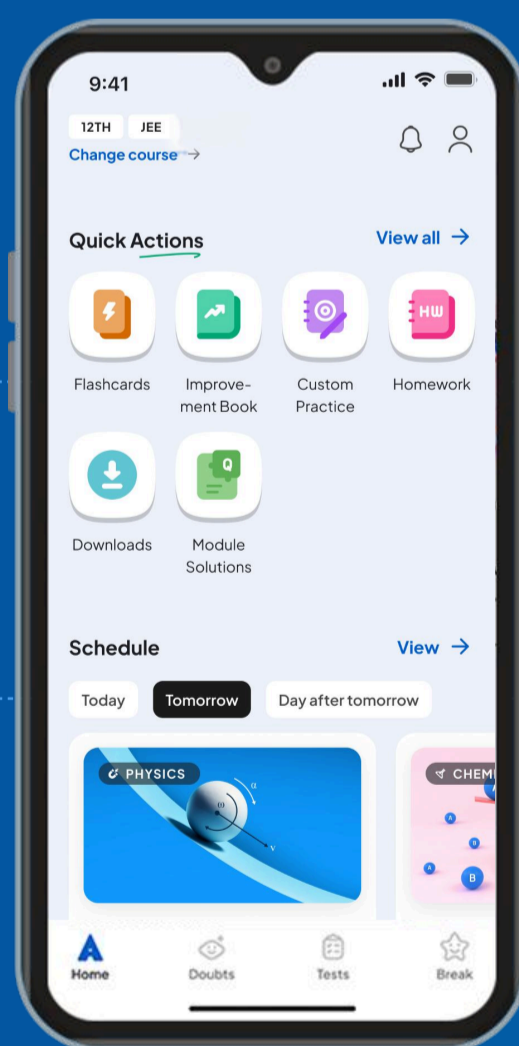 9:41
12TH JEE
Change course →
Quick Actions View all →
Flashcards Improve- Custom Homework
ment Book Practice
HW
Q
Downloads Module
Solutions
Schedule View →
Today Tomorrow Day after tomorrow
PHYSICS CHEMI
α
ω
v
A
B
A
B
A
Home Doubts Tests Break